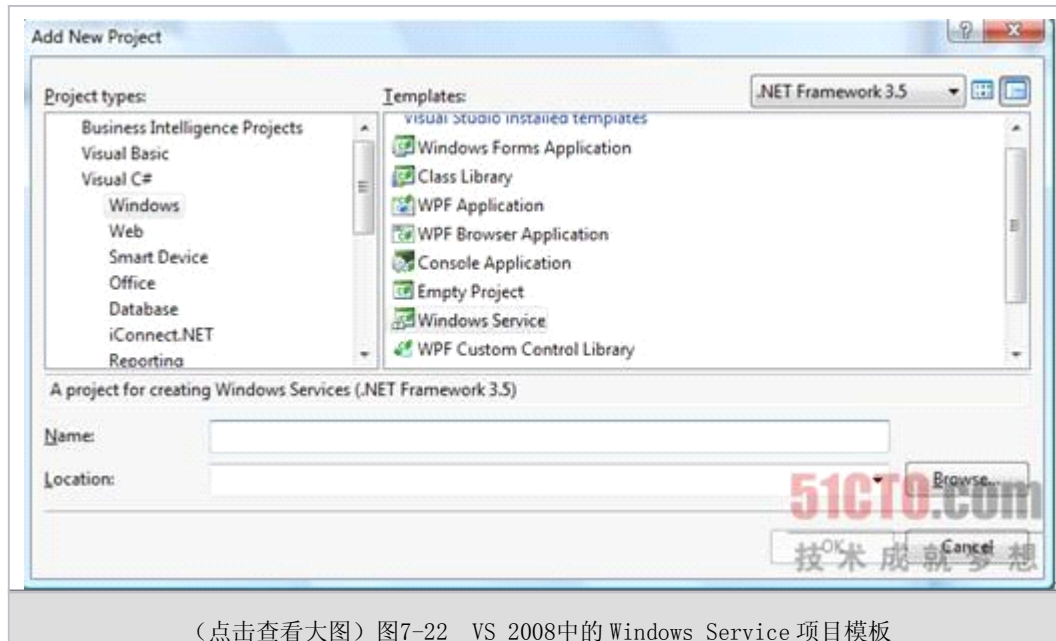 Add New Project
Project types:
Templates:
.NET Framework 3.5
Business Intelligence Projects
Visual Basic
Visual C#
Windows
Web
Smart Device
Office
Database
iConnect.NET
Reporting
Visual Studio installed templates
Windows Forms Application
Class Library
WPF Application
WPF Browser Application
Console Application
Empty Project
Windows Service
WPF Custom Control Library
A project for creating Windows Services (.NET Framework 3.5)
Name:
Location:
Browse...
51CTO.com
OK
Cancel
技术成就梦想
（点击查看大图）图7-22 VS 2008中的Windows Service项目模板